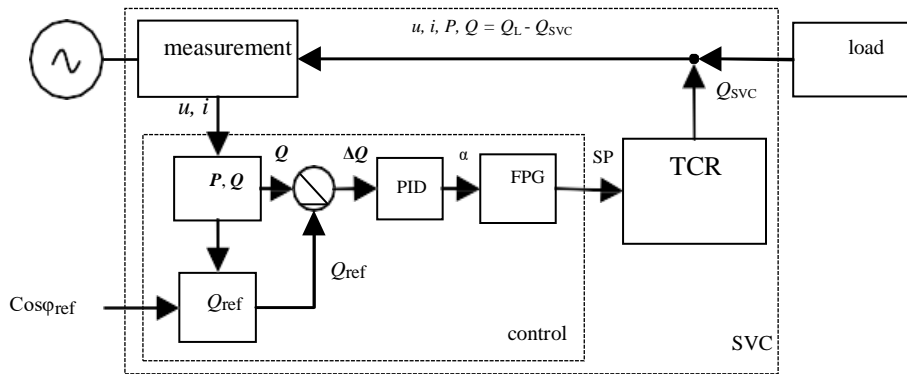 u, i, P, Q = QL - QSVC
measurement
load
QSVC
u, i
Q
ΔQ
α
SP
P, Q
PID
FPG
TCR
Qref
Cosφref
Qref
control
SVC